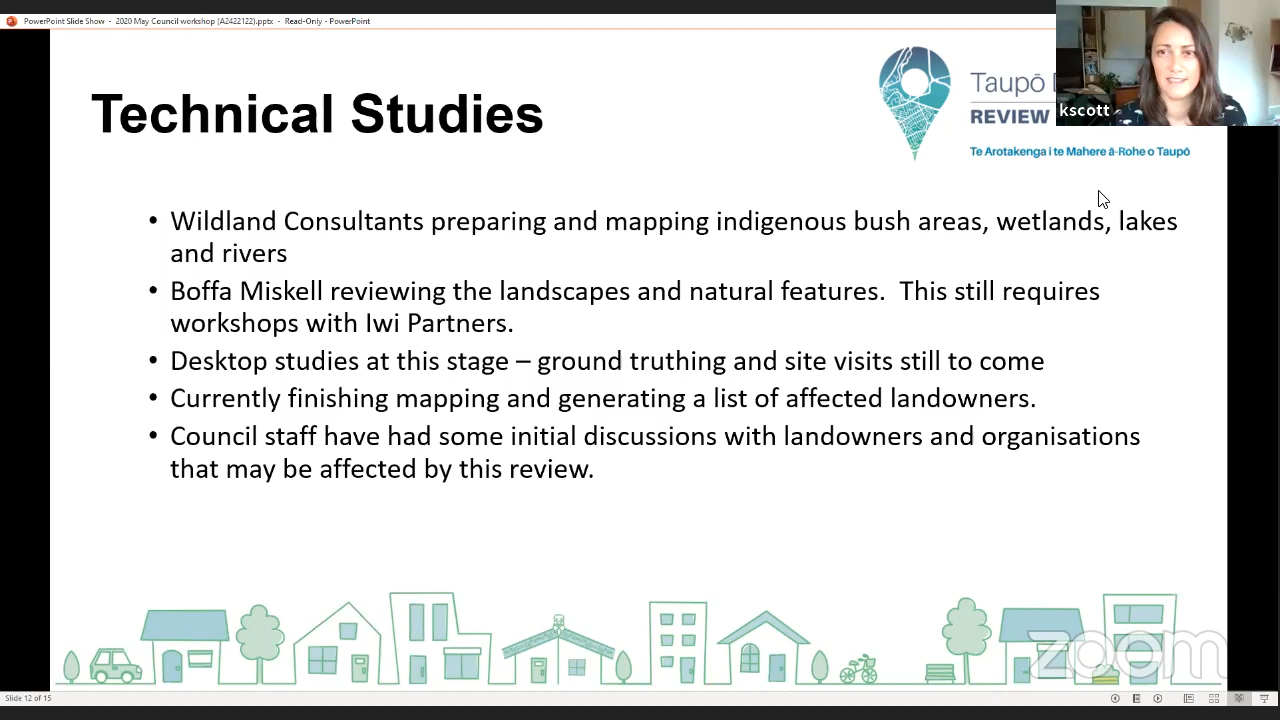 PowerPoint Slide Show - 2020 May Council workshop (A2422122).pptx - Read-Only - PowerPoint
Technical Studies
Taupō D
REVIEW
Te Arotakenga i te Mahere ā-Rohe o Taupō
kscott
• Wildland Consultants preparing and mapping indigenous bush areas, wetlands, lakes
and rivers
• Boffa Miskell reviewing the landscapes and natural features.  This still requires
workshops with Iwi Partners.
• Desktop studies at this stage – ground truthing and site visits still to come
• Currently finishing mapping and generating a list of affected landowners.
• Council staff have had some initial discussions with landowners and organisations
that may be affected by this review.
zoom
Slide 12 of 15